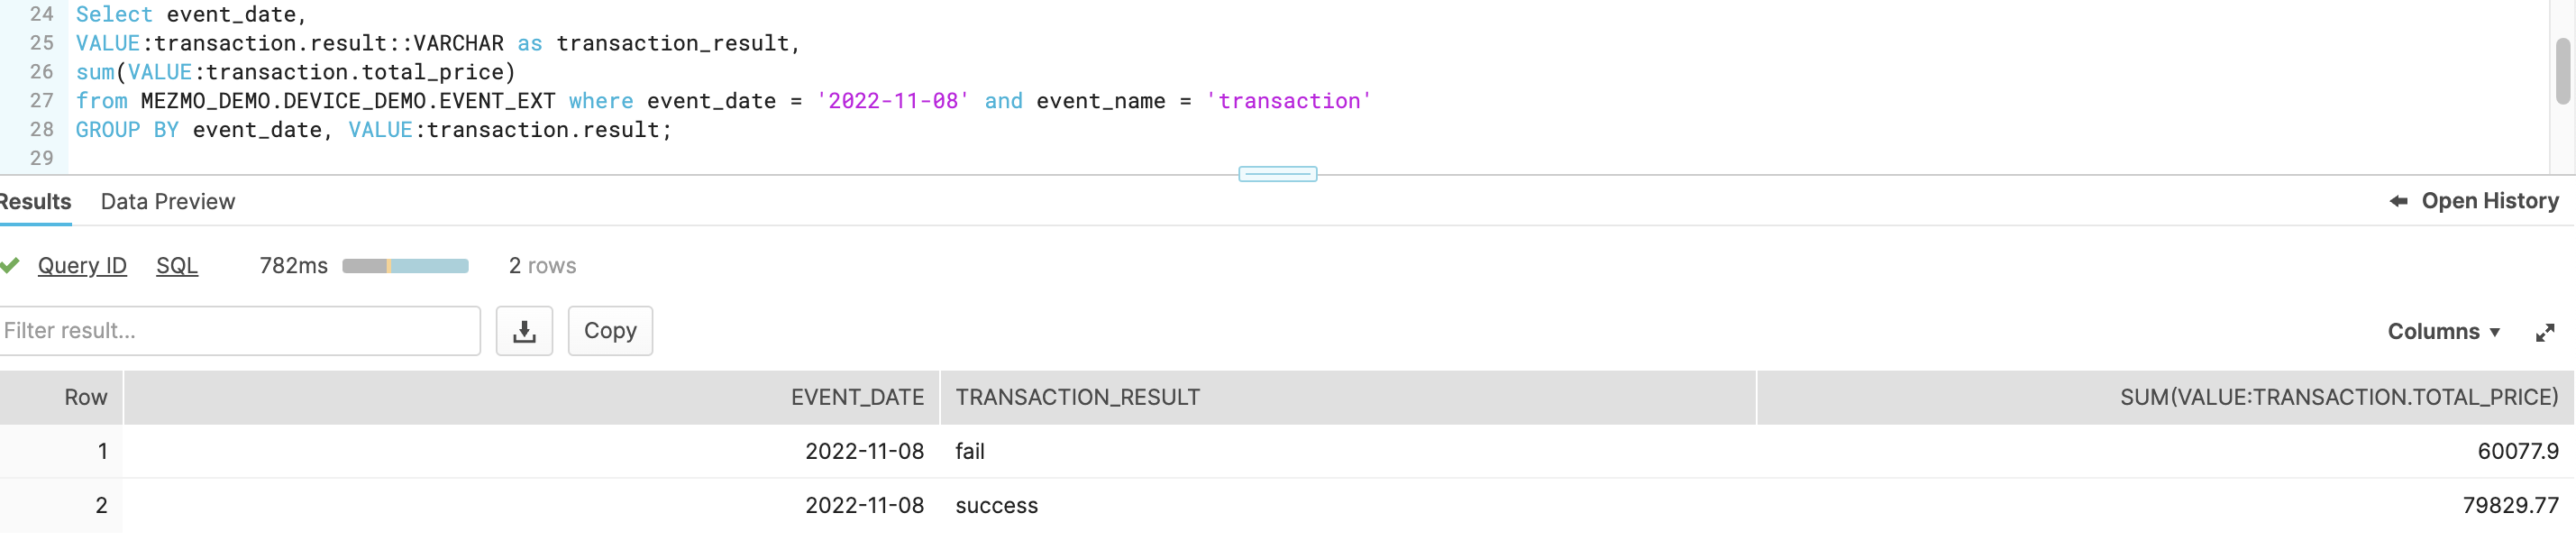 24 Select event_date,
25 VALUE:transaction.result::VARCHAR as transaction_result,
26 sum(VALUE:transaction.total_price)
27 from MEZMO_DEMO.DEVICE_DEMO.EVENT_EXT where event_date = '2022-11-08' and event_name = 'transaction'
28 GROUP BY event_date, VALUE:transaction.result;
29
Results Data Preview Open History
Query ID SQL 782ms 2 rows
Filter result... Copy Columns
Row EVENT_DATE TRANSACTION_RESULT SUM(VALUE:TRANSACTION.TOTAL_PRICE)
1 2022-11-08 fail 60077.9
2 2022-11-08 success 79829.77